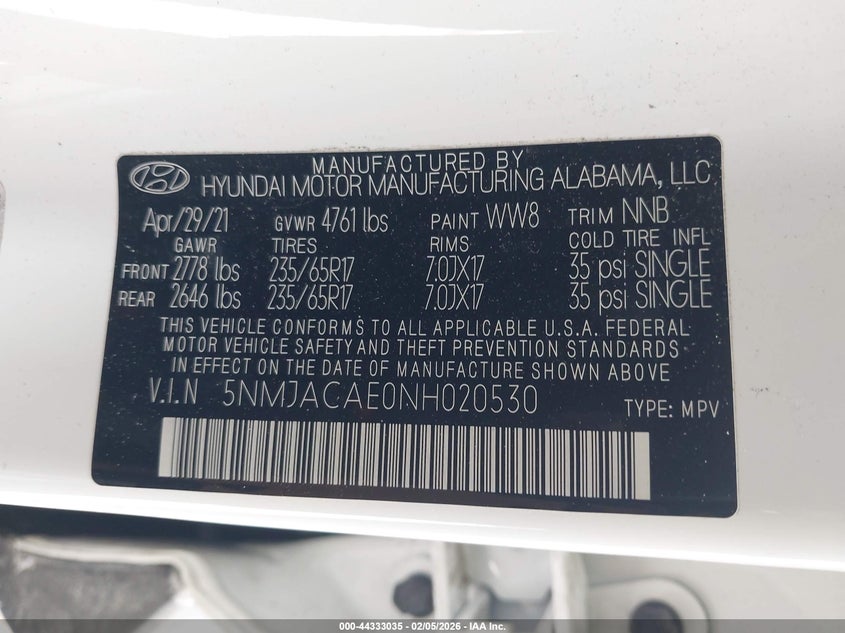 MANUFACTURED BY
HYUNDAI MOTOR MANUFACTURING ALABAMA, LLC
Apr/29/21 GVWR 4761 lbs PAINT WW8 TRIM NNB
GAWR TIRES RIMS COLD TIRE INFL
FRONT 2778 lbs 235/65R17 7.0JX17 35 psi SINGLE
REAR 2646 lbs 235/65R17 7.0JX17 35 psi SINGLE
THIS VEHICLE CONFORMS TO ALL APPLICABLE U.S.A. FEDERAL
MOTOR VEHICLE SAFETY AND THEFT PREVENTION STANDARDS
IN EFFECT ON THE DATE OF MANUFACTURE SHOWN ABOVE
V.I.N 5NMJACAE0NH020530 TYPE: MPV
000-44333035 - 02/05/2026 - IAA Inc.